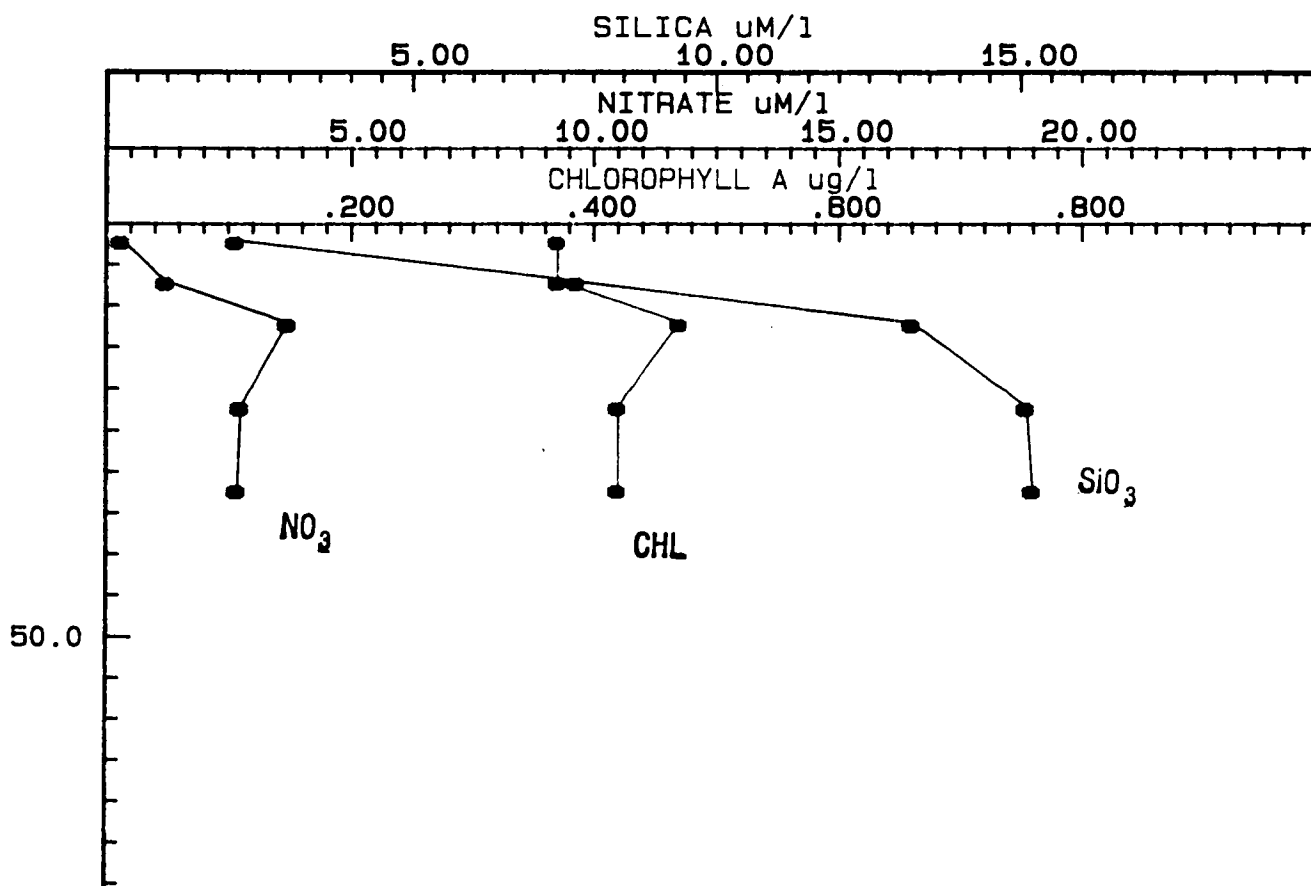 SILICA uM/l
5.00 10.00 15.00
NITRATE uM/l
5.00 10.00 15.00 20.00
CHLOROPHYLL A ug/l
.200 .400 .800 .800
SiO3
NO3
CHL
50.0